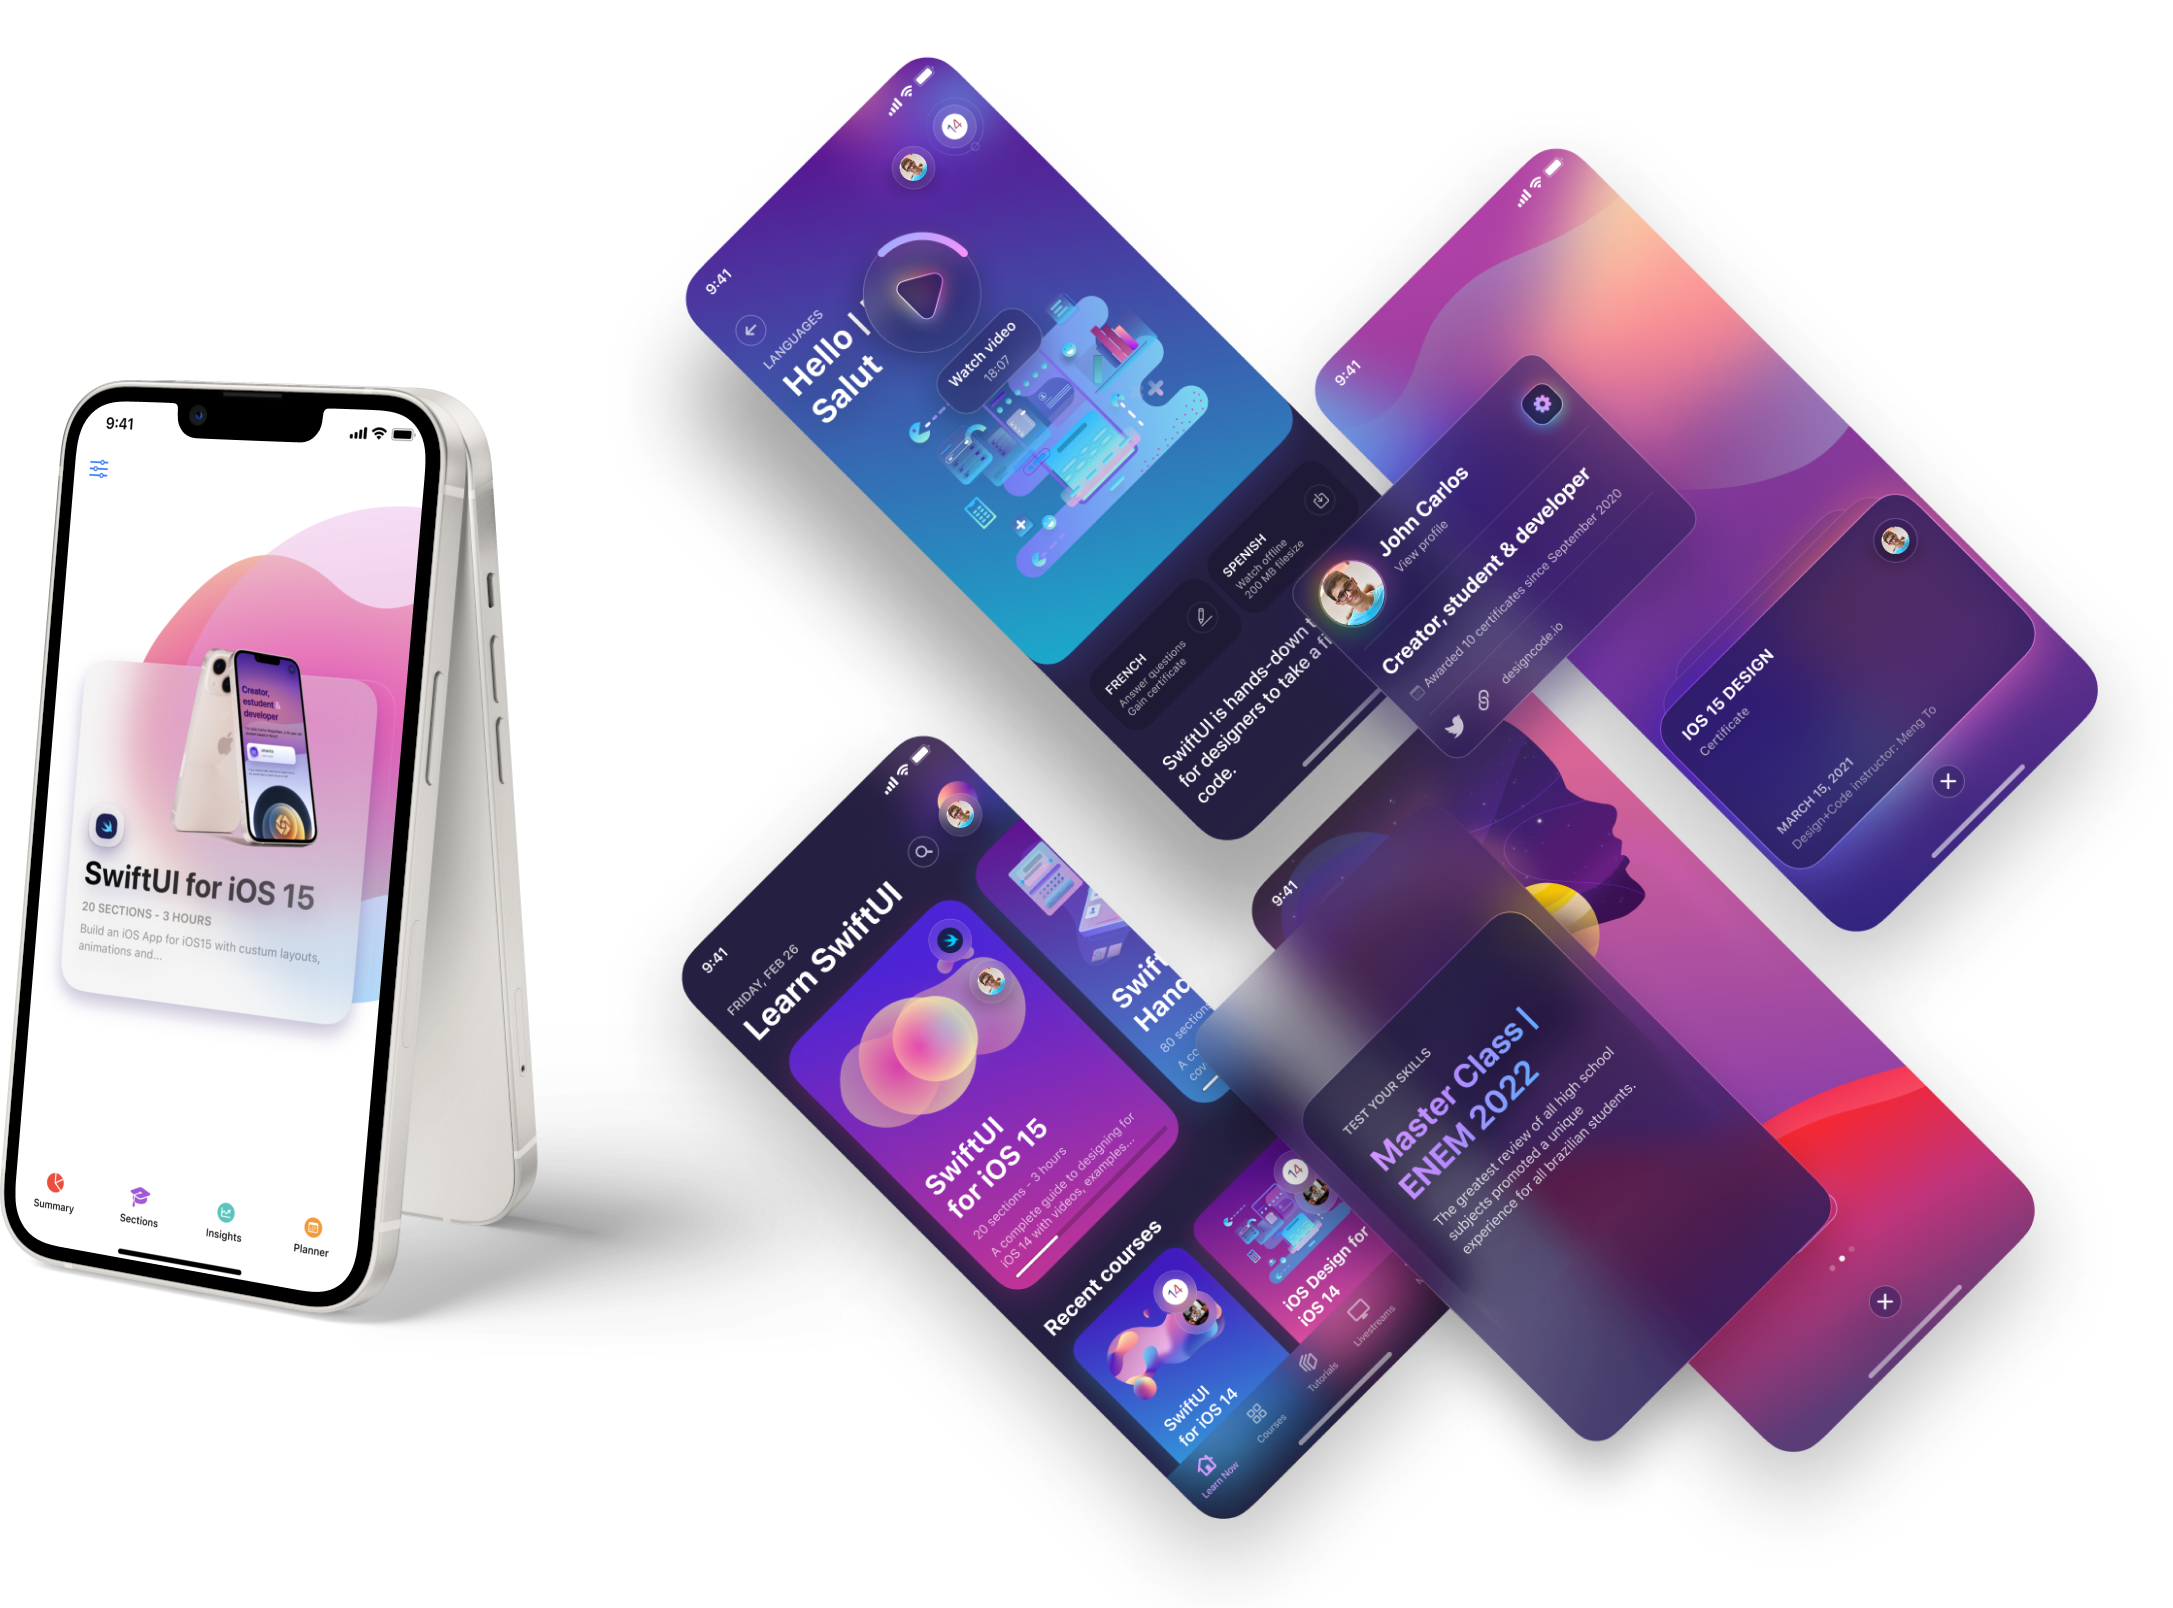 9:41
Creator,
estudent &
developer
SwiftUI for iOS 15
20 SECTIONS - 3 HOURS
Build an iOS App for iOS15 with custum layouts,
animations and...
Summary
Sections
Insights
Planner
9:41
14
LANGUAGES
Hello |
Salut
Watch video
18:07
FRENCH
Answer questions
Gain certificate
SPENISH
Watch offline
200 MB filesize
SwiftUI is hands-down
for designers to take a
code.
9:41
John Carlos
View profile
Creator, student & developer
Awarded 10 certificates since September 2020
designcode.io
IOS 15 DESIGN
Certificate
MARCH 15, 2021
Design+Code Instructor: Meng To
9:41
FRIDAY, FEB 26
Learn SwiftUI
SwiftUI
for iOS 15
20 sections - 3 hours
A complete guide to designing for
iOS 14 with videos, examples...
Swift
Hand
80 sections
A co
cov
Recent courses
14
SwiftUI
for iOS 14
14
iOS Design for
iOS 14
Learn Now
Courses
Tutorials
Livestreams
9:41
TEST YOUR SKILLS
Master Class |
ENEM 2022
The greatest review of all high school
subjects promoted a unique
experience for all brazilian students.